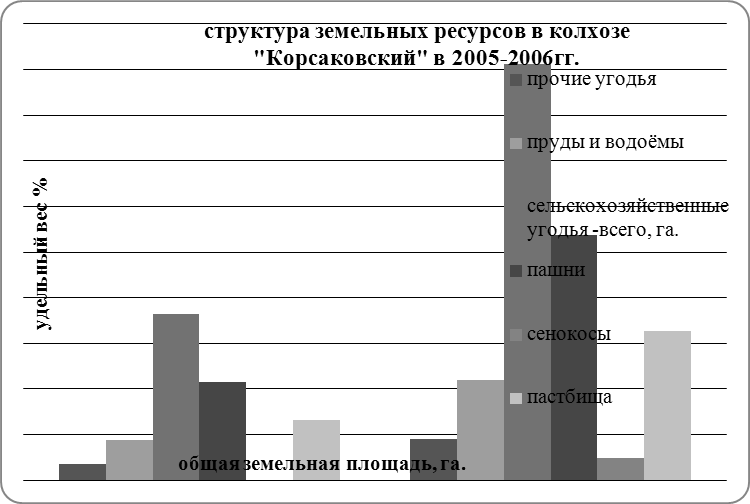 структура земельных ресурсов в колхозе
"Корсаковский" в 2005-2006гг.
прочие угодья
пруды и водоёмы
сельскохозяйственные
угодья -всего, га.
пашни
сенокосы
пастбища
удельный вес %
общая земельная площадь, га.